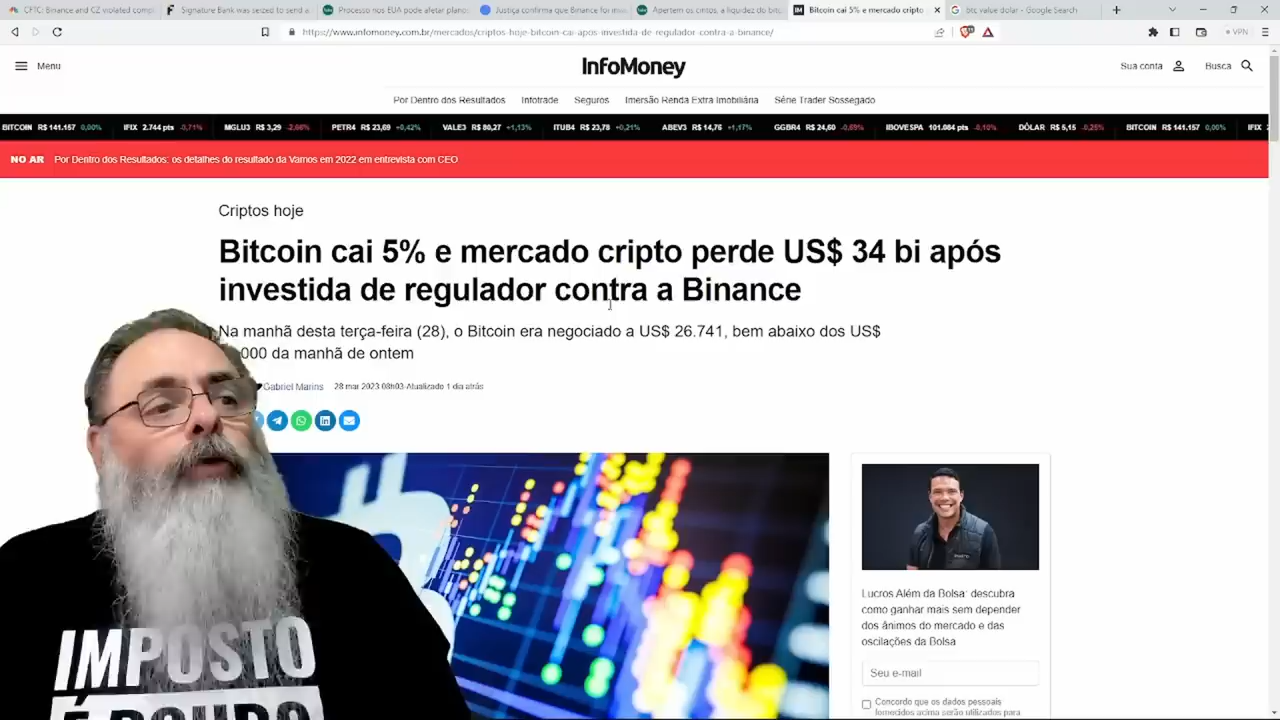 CFTC: Binance and CZ violated compl
Signature Bank was seized to send a
Processo nos EUA pode afetar planos
Justiça confirma que Binance foi inv
Apertem os cintos, a liquidez do bitc
Bitcoin cai 5% e mercado cripto
btc value dolar - Google Search
https://www.infomoney.com.br/mercados/criptos-hoje-bitcoin-cai-apos-investida-de-regulador-contra-a-binance/
VPN
Menu
InfoMoney
Sua conta
Busca
Por Dentro dos Resultados Infotrade Seguros Imersão Renda Extra Imobiliária Série Trader Sossegado
BITCOIN R$ 141.157 0,00% IFIX 2.744 pts -0,71% MGLU3 R$ 3,29 -2,66% PETR4 R$ 23,69 +0,42% VALE3 R$ 80,27 +1,13% ITUB4 R$ 23,78 +0,21% ABEV3 R$ 14,76 +1,17% GGBR4 R$ 24,60 -0,69% IBOVESPA 101.084 pts -0,10% DÓLAR R$ 5,15 -0,25% BITCOIN R$ 141.157 0,00% IFIX
NO AR Por Dentro dos Resultados: os detalhes do resultado da Vamos em 2022 em entrevista com CEO
Criptos hoje
Bitcoin cai 5% e mercado cripto perde US$ 34 bi após
investida de regulador contra a Binance
Na manhã desta terça-feira (28), o Bitcoin era negociado a US$ 26.741, bem abaixo dos US$
000 da manhã de ontem
Gabriel Marins 28 mar 2023 08h03 Atualizado 1 dia atrás
Lucros Além da Bolsa: descubra
como ganhar mais sem depender
dos ânimos do mercado e das
oscilações da Bolsa
Seu e-mail
Concordo que os dados pessoais
fornecidos acima serão utilizados para
IMPOSTO
É ROUBO